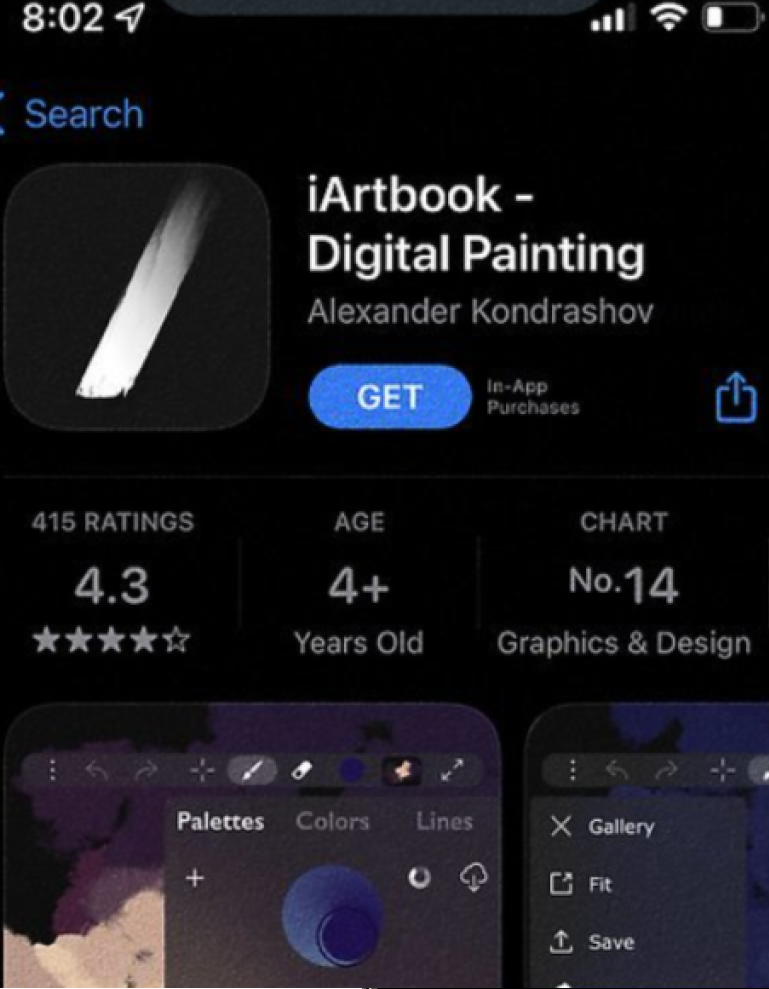 8:02
Search
iArtbook -
Digital Painting
Alexander Kondrashov
GET
In-App
Purchases
415 RATINGS
4.3
AGE
4+
Years Old
CHART
No.14
Graphics & Design
Palettes Colors Lines
Gallery
Fit
Save